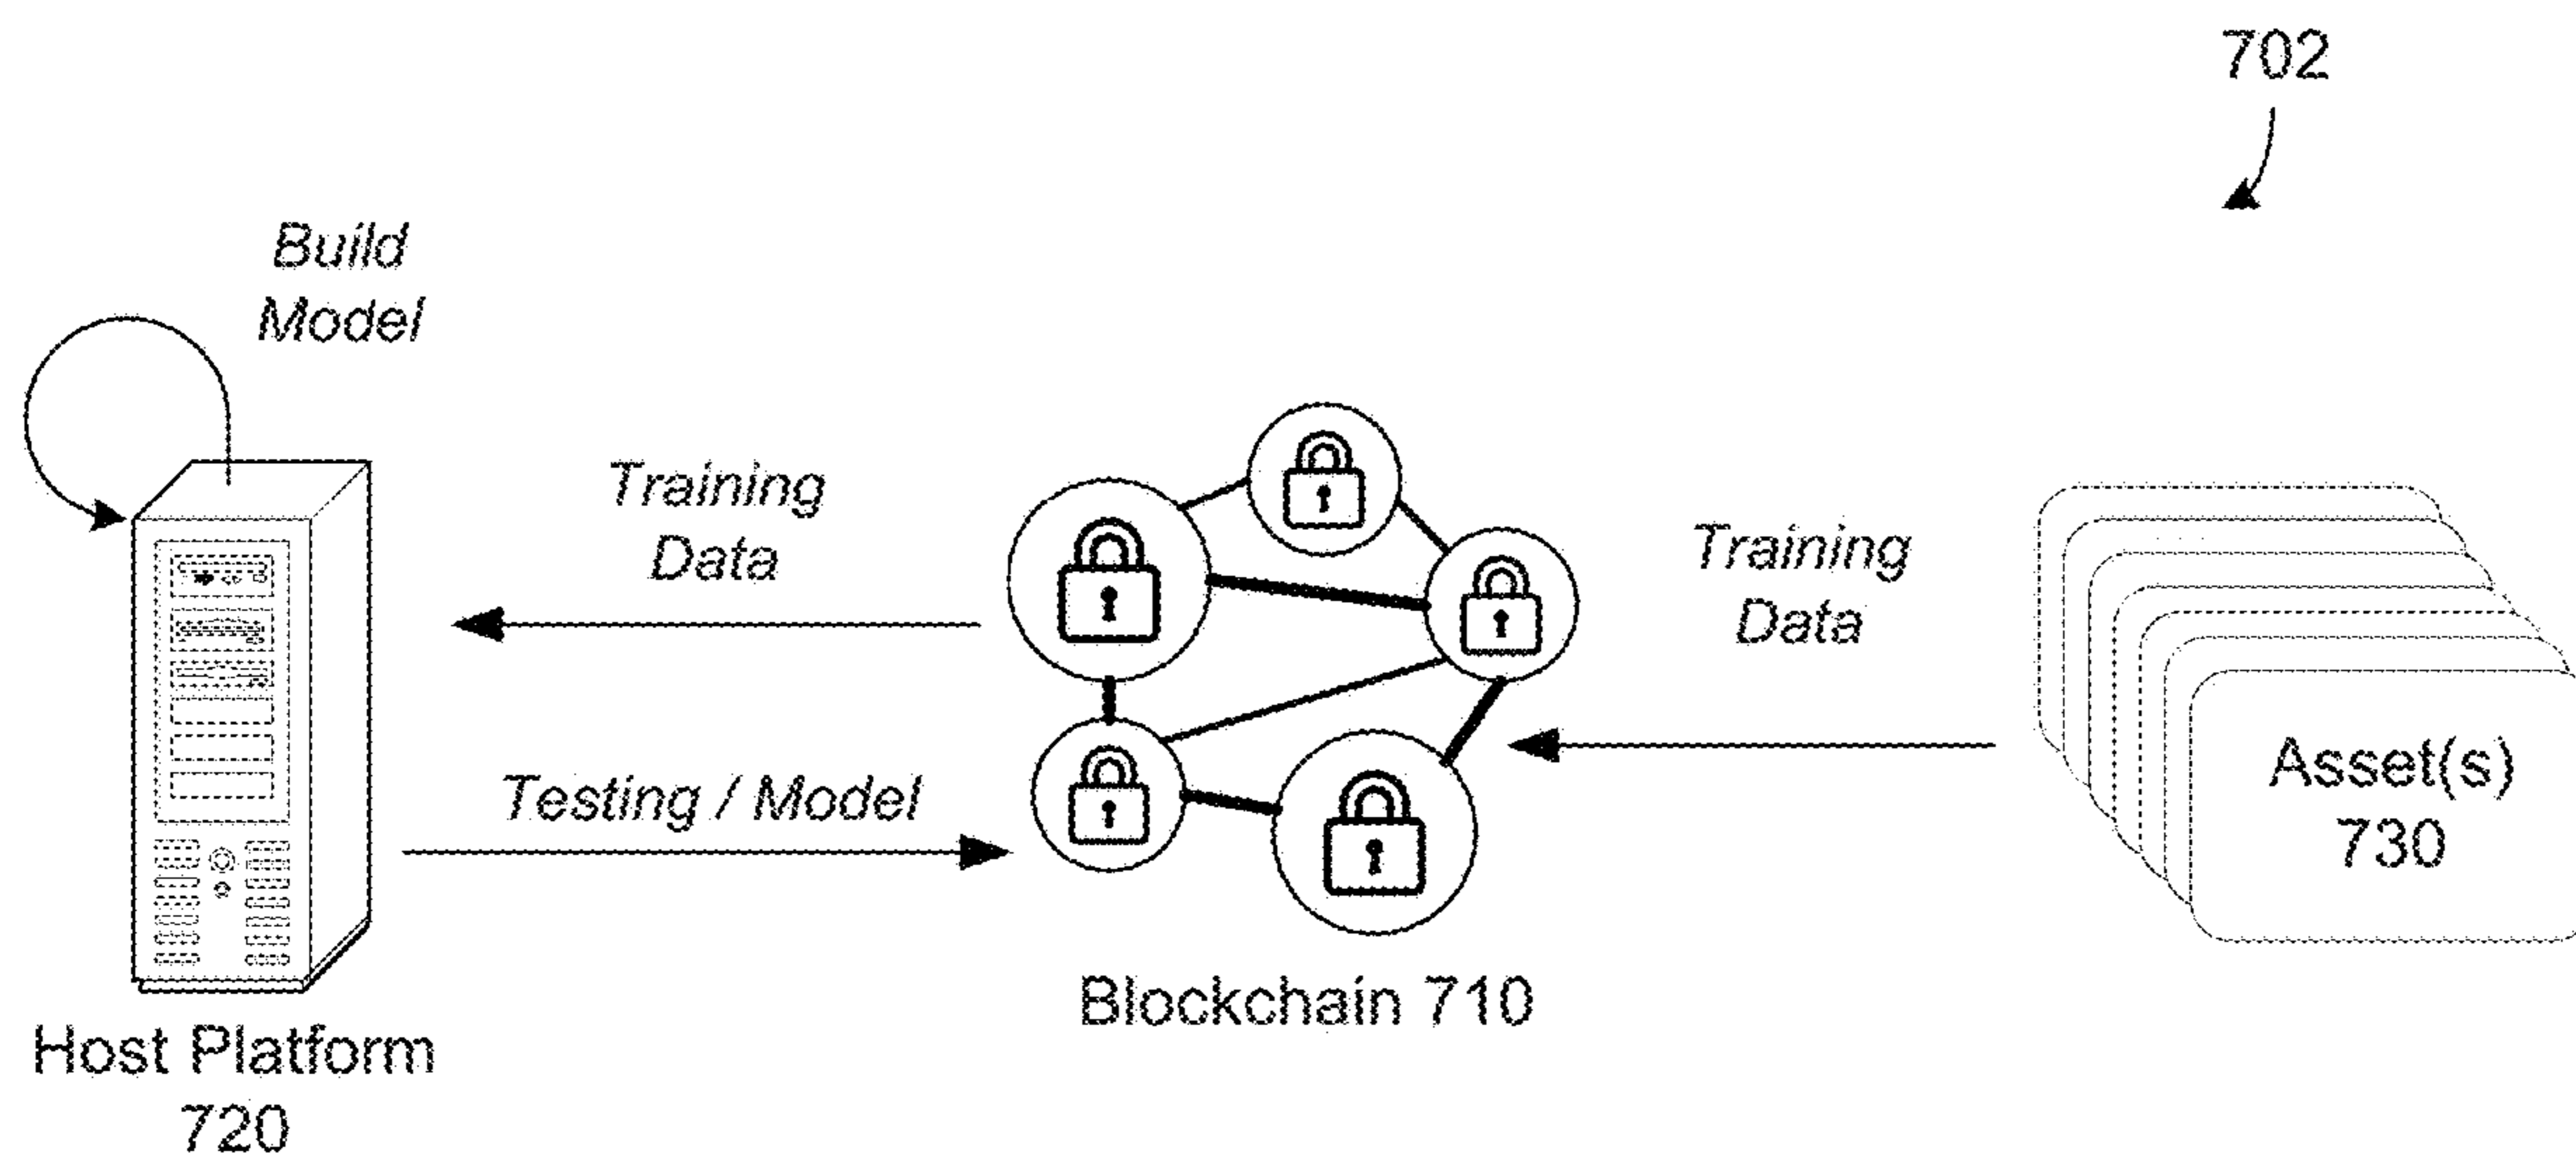 702
Build
Model
Training
Data
Training
Data
Testing / Model
Asset(s)
730
Blockchain 710
Host Platform
720